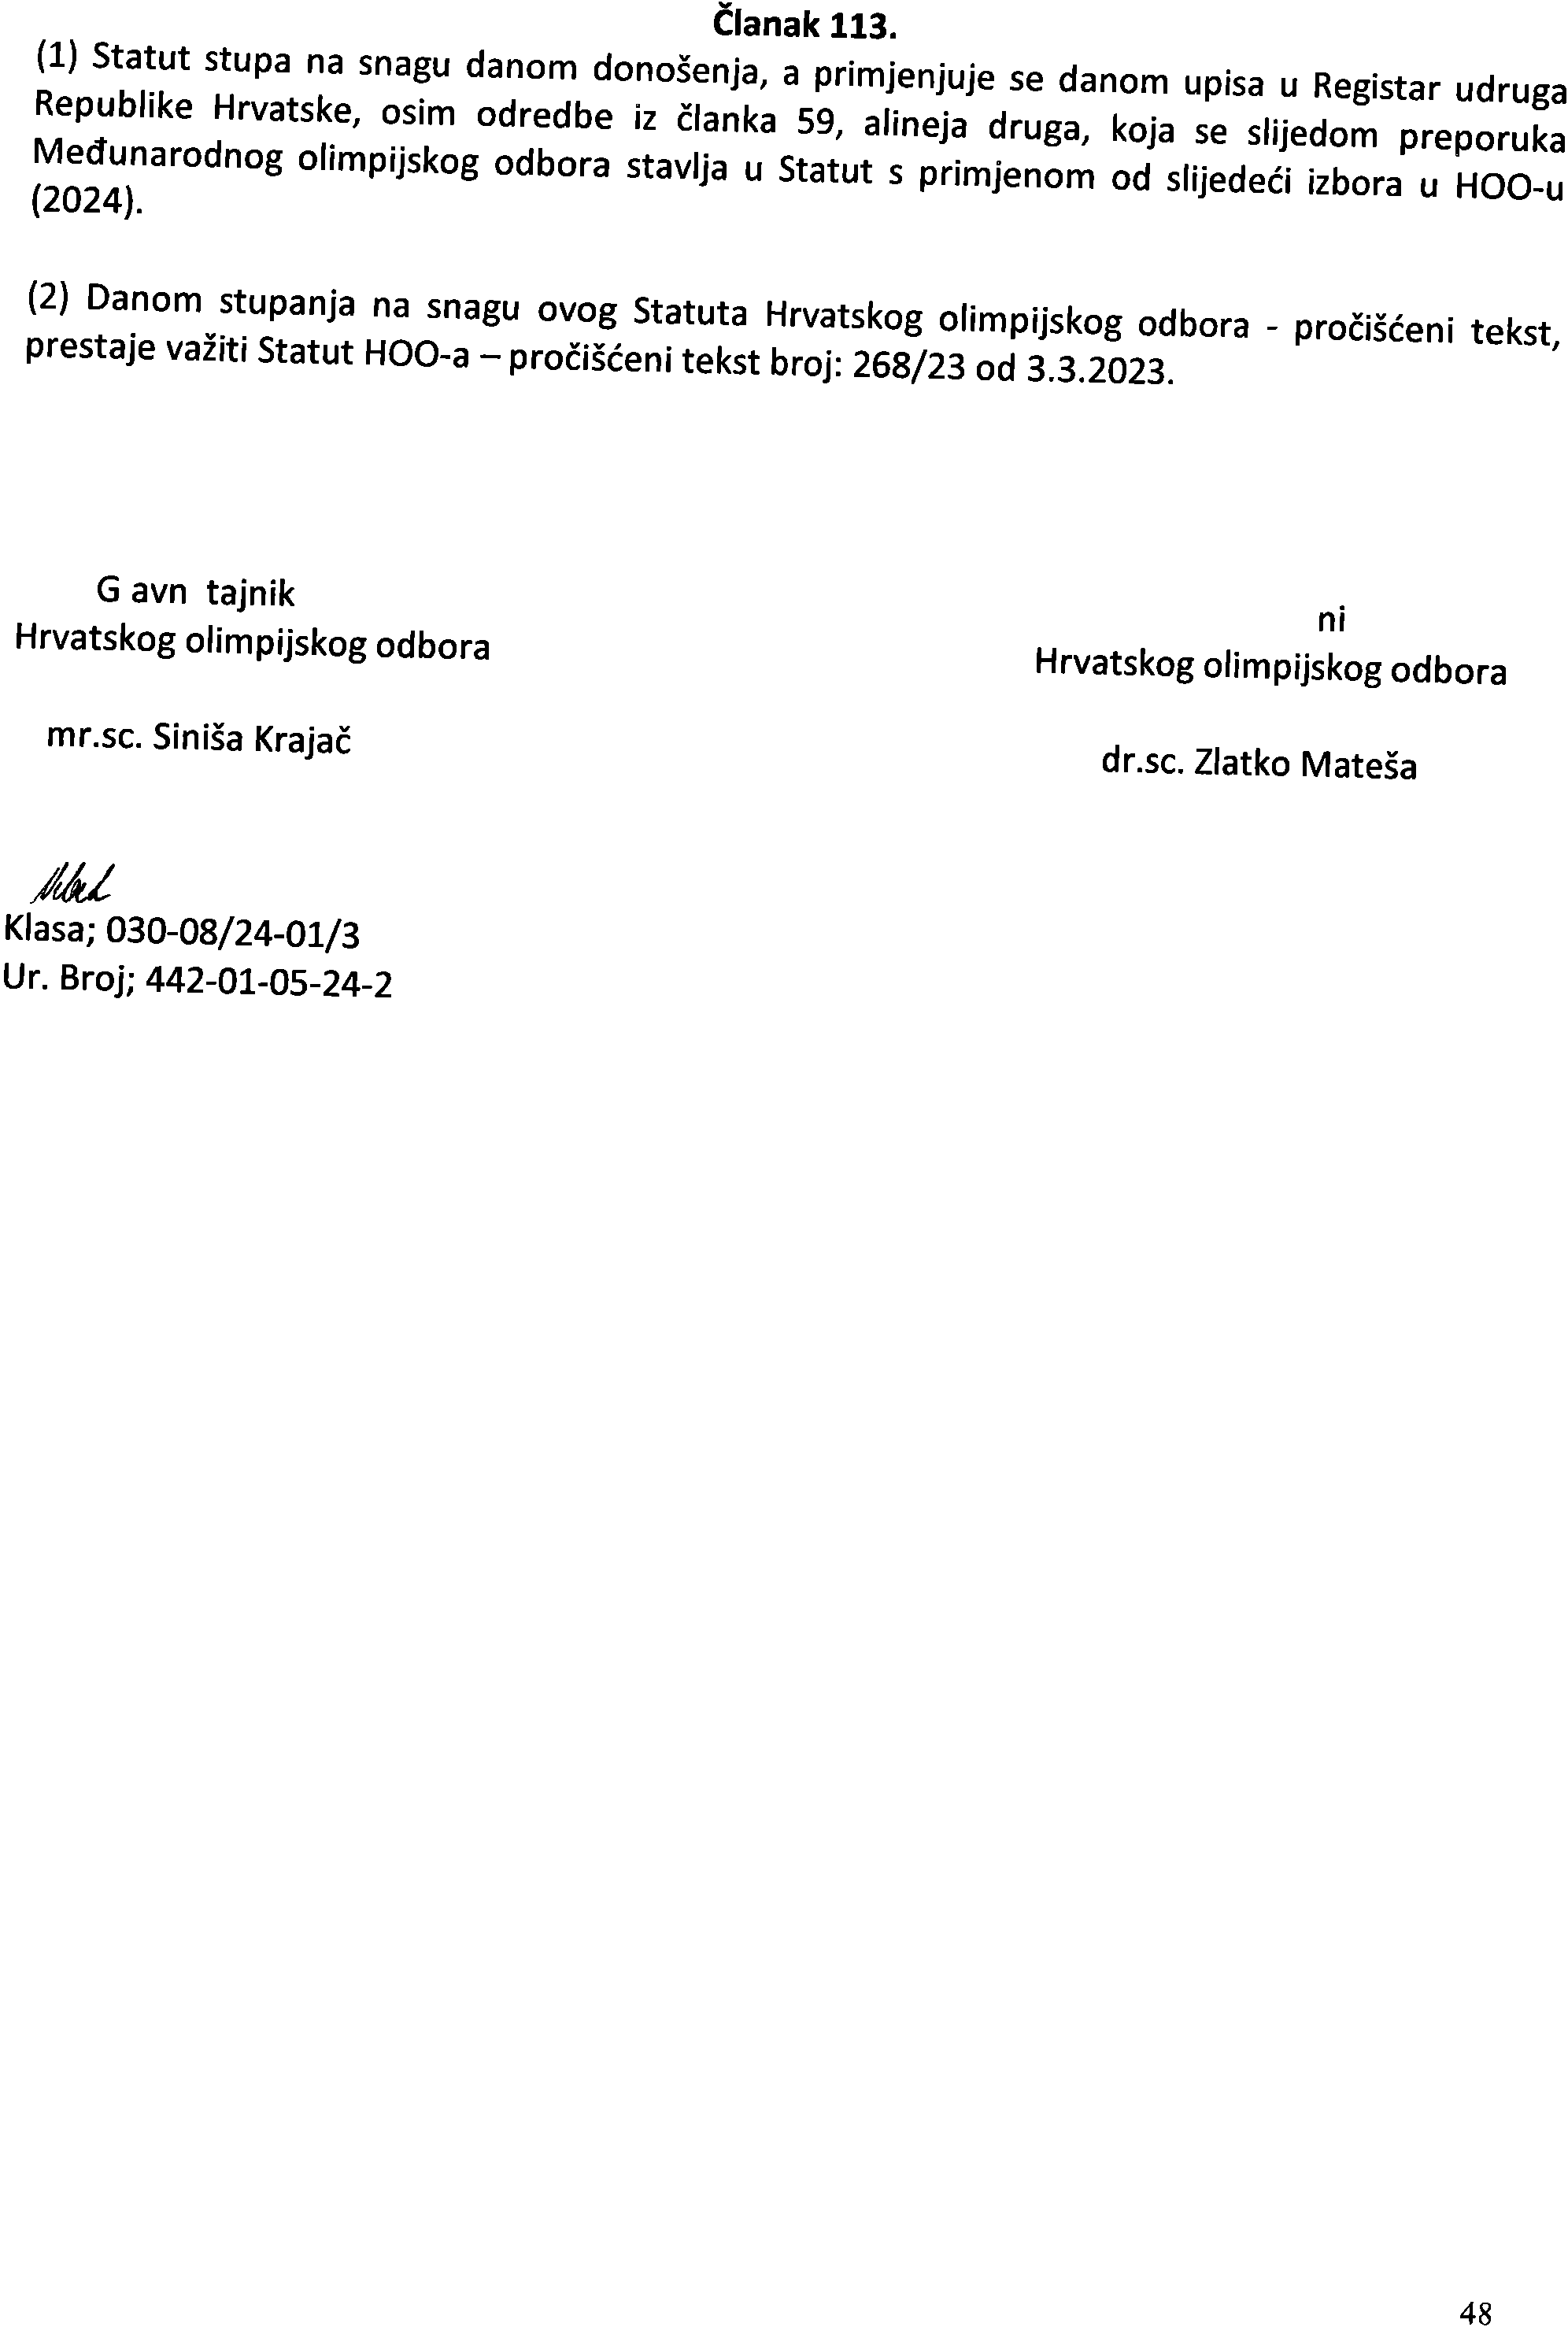 Članak 113.
(1) Statut stupa na snagu danom donošenja, a primjenjuje se danom upisa u Registar udruga
Republike Hrvatske, osim odredbe iz članka 59, alineja druga, koja se slijedom preporuka
Međunarodnog olimpijskog odbora stavlja u Statut s primjenom od slijedeći izbora u HOO-u
(2024).
(2) Danom stupanja na snagu ovog Statuta Hrvatskog olimpijskog odbora - pročišćeni tekst,
prestaje važiti Statut HOO-a – pročišćeni tekst broj: 268/23 od 3.3.2023.
G avn tajnik
Hrvatskog olimpijskog odbora
mr.sc. Siniša Krajač
ni
Hrvatskog olimpijskog odbora
dr.sc. Zlatko Mateša
Klasa; 030-08/24-01/3
Ur. Broj; 442-01-05-24-2
48